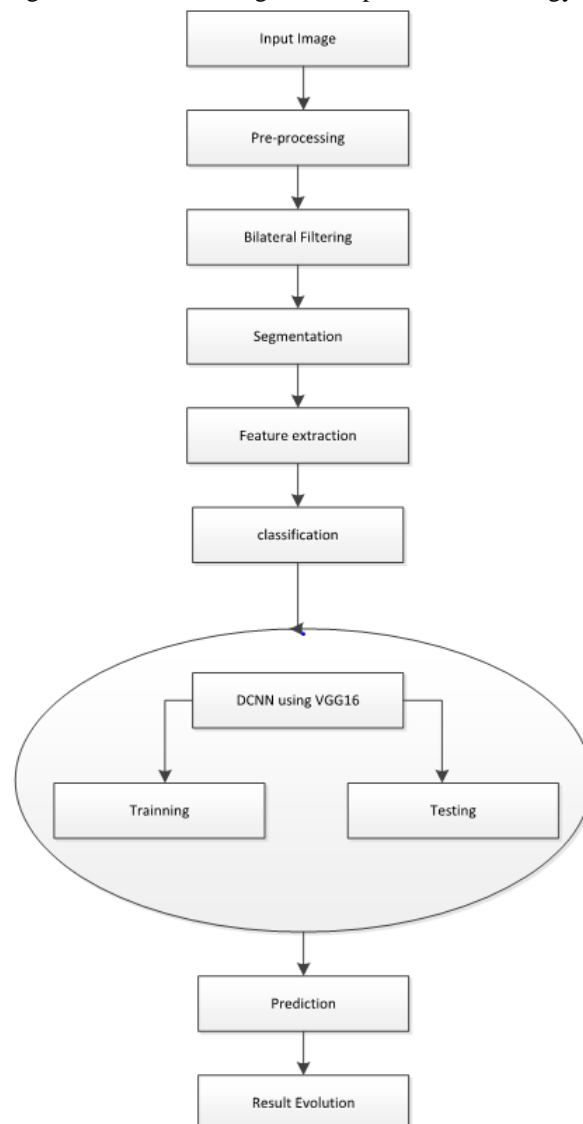 Input Image
Pre-processing
Bilateral Filtering
Segmentation
Feature extraction
classification
DCNN using VGG16
Trainning
Testing
Prediction
Result Evolution